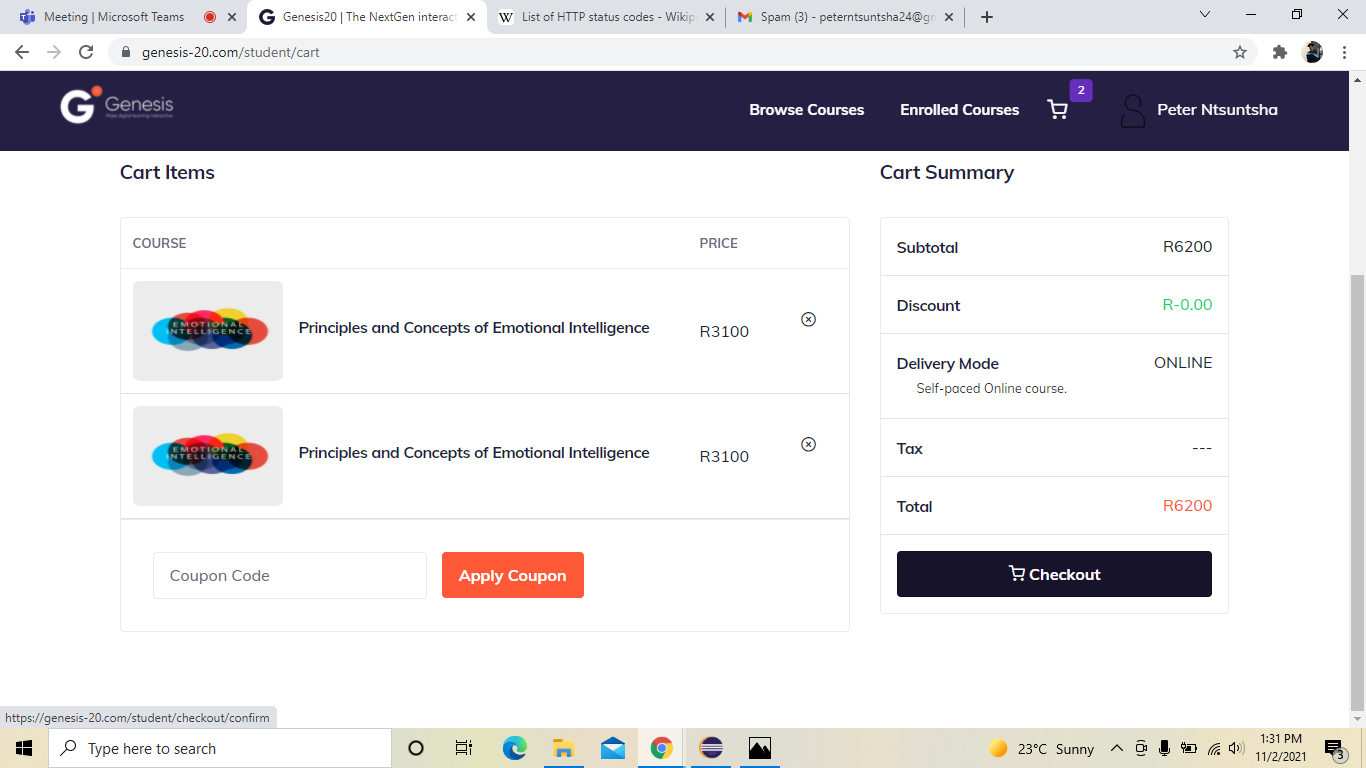 Meeting | Microsoft Teams
Genesis20 | The NextGen interact
List of HTTP status codes - Wikip
Spam (3) - peterntsuntsha24@gm
genesis-20.com/student/cart
Genesis
Make digital learning interactive
Browse Courses
Enrolled Courses
2
Peter Ntsuntsha
Cart Items
Cart Summary
COURSE PRICE
EMOTIONAL
INTELLIGENCE
Principles and Concepts of Emotional Intelligence
R3100
EMOTIONAL
INTELLIGENCE
Principles and Concepts of Emotional Intelligence
R3100
Coupon Code
Apply Coupon
Subtotal R6200
Discount R-0.00
Delivery Mode ONLINE
Self-paced Online course.
Tax ---
Total R6200
Checkout
https://genesis-20.com/student/checkout/confirm
Type here to search
23°C Sunny
1:31 PM
11/2/2021
3